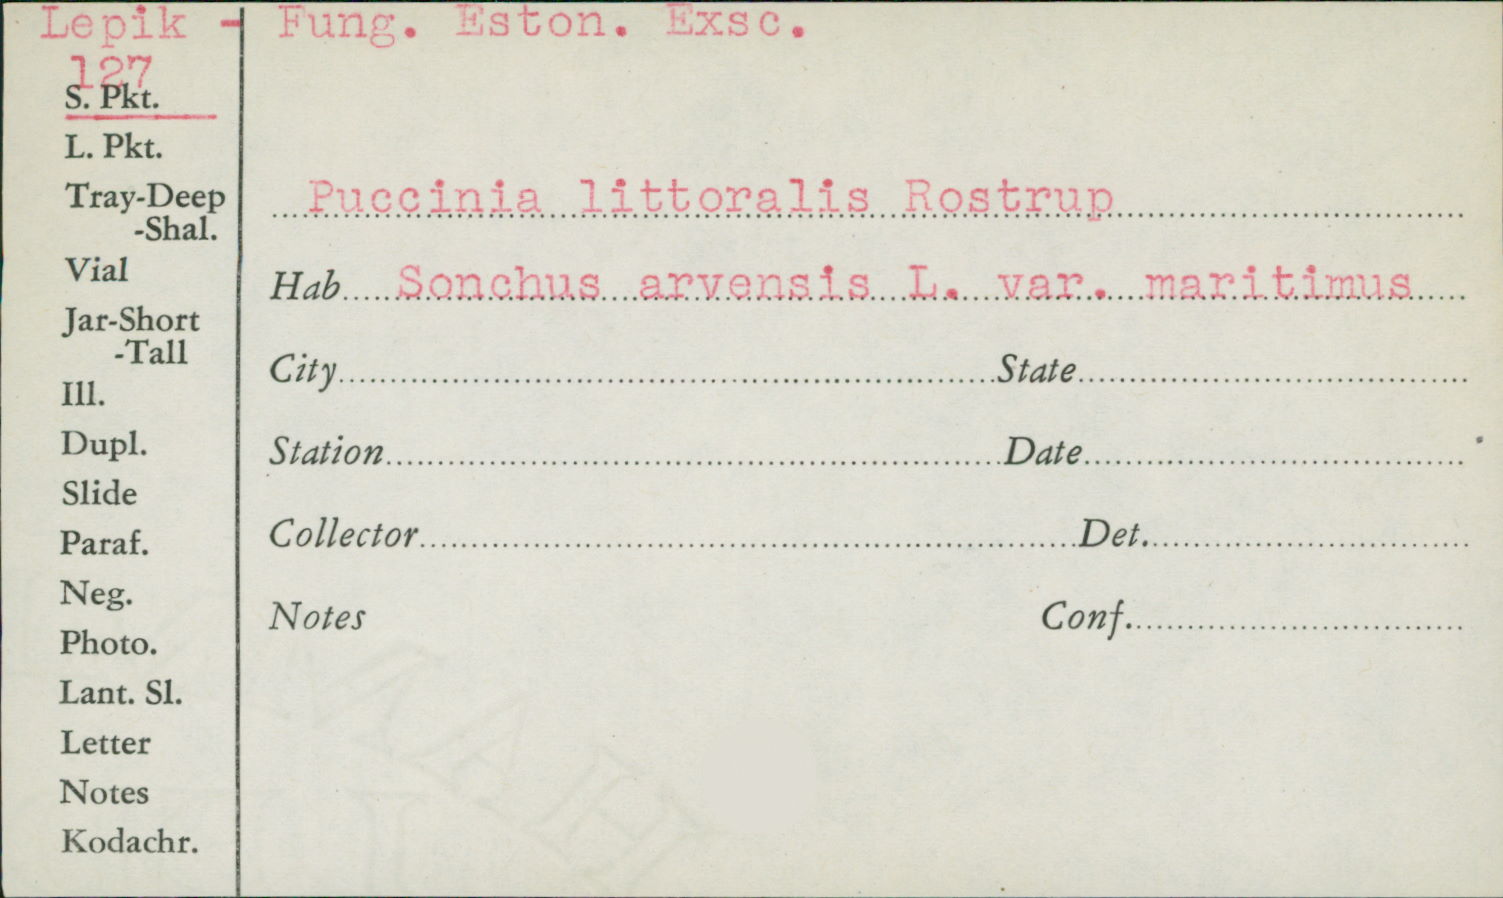 Lepik - Fung. Eston. Exsc.
127
S. Pkt.
L. Pkt.
Tray-Deep
-Shal.
Vial
Jar-Short
-Tall
Ill.
Dupl.
Slide
Paraf.
Neg.
Photo.
Lant. Sl.
Letter
Notes
Kodachr.
Puccinia littoralis Rostrup
Hab Sonchus arvensis L. var. maritimus
City State
Station Date
Collector Det.
Notes Conf.